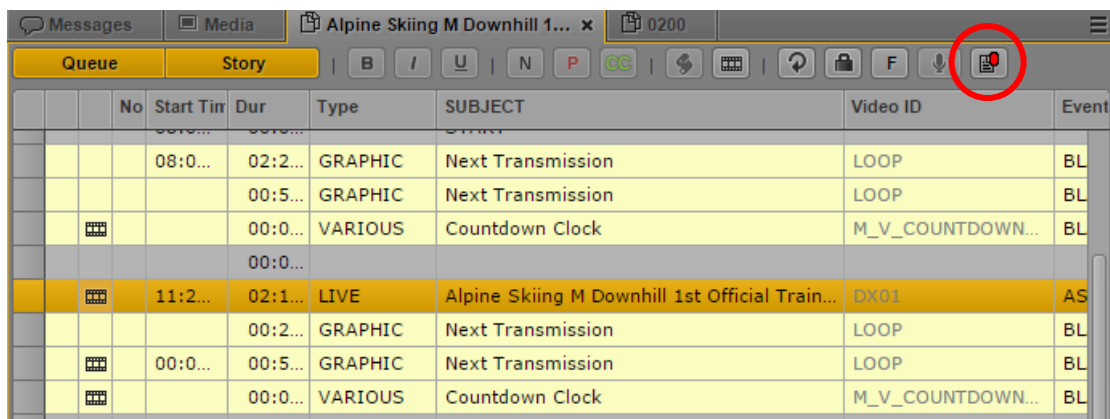 Messages Media Alpine Skiing M Downhill 1... x 0200
Queue Story | B I U | N P CC | F
No Start Tim Dur Type SUBJECT Video ID Event
START
08:0... 02:2... GRAPHIC Next Transmission LOOP BL
00:5... GRAPHIC Next Transmission LOOP BL
00:0... VARIOUS Countdown Clock M_V_COUNTDOWN... BL
00:0...
11:2... 02:1... LIVE Alpine Skiing M Downhill 1st Official Train... DX01 AS
00:2... GRAPHIC Next Transmission LOOP BL
00:0... 00:5... GRAPHIC Next Transmission LOOP BL
00:0... VARIOUS Countdown Clock M_V_COUNTDOWN... BL